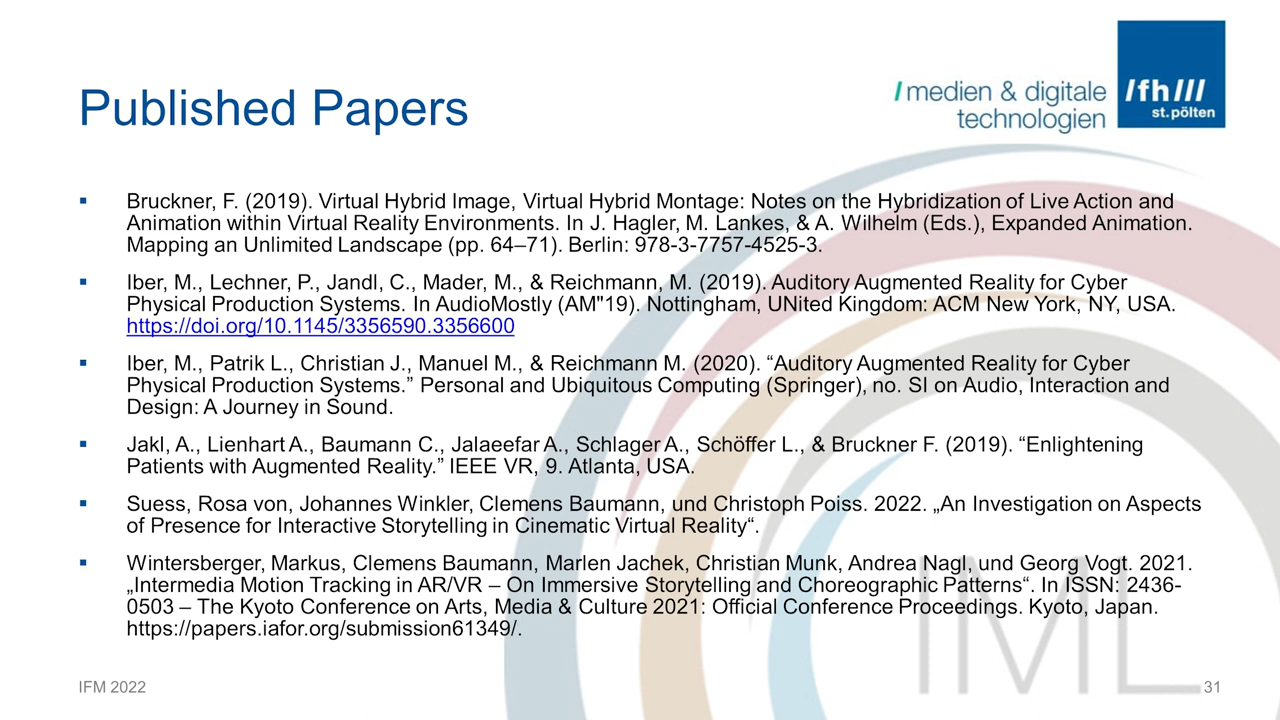 Published Papers
/ medien & digitale
technologien
/fh///
st.pölten
▪ Bruckner, F. (2019). Virtual Hybrid Image, Virtual Hybrid Montage: Notes on the Hybridization of Live Action and
Animation within Virtual Reality Environments. In J. Hagler, M. Lankes, & A. Wilhelm (Eds.), Expanded Animation.
Mapping an Unlimited Landscape (pp. 64–71). Berlin: 978-3-7757-4525-3.
▪ Iber, M., Lechner, P., Jandl, C., Mader, M., & Reichmann, M. (2019). Auditory Augmented Reality for Cyber
Physical Production Systems. In AudioMostly (AM"19). Nottingham, UNited Kingdom: ACM New York, NY, USA.
https://doi.org/10.1145/3356590.3356600
▪ Iber, M., Patrik L., Christian J., Manuel M., & Reichmann M. (2020). “Auditory Augmented Reality for Cyber
Physical Production Systems.” Personal and Ubiquitous Computing (Springer), no. SI on Audio, Interaction and
Design: A Journey in Sound.
▪ Jakl, A., Lienhart A., Baumann C., Jalaeefar A., Schlager A., Schöffer L., & Bruckner F. (2019). “Enlightening
Patients with Augmented Reality.” IEEE VR, 9. Atlanta, USA.
▪ Suess, Rosa von, Johannes Winkler, Clemens Baumann, und Christoph Poiss. 2022. „An Investigation on Aspects
of Presence for Interactive Storytelling in Cinematic Virtual Reality“.
▪ Wintersberger, Markus, Clemens Baumann, Marlen Jachek, Christian Munk, Andrea Nagl, und Georg Vogt. 2021.
„Intermedia Motion Tracking in AR/VR – On Immersive Storytelling and Choreographic Patterns“. In ISSN: 2436-
0503 – The Kyoto Conference on Arts, Media & Culture 2021: Official Conference Proceedings. Kyoto, Japan.
https://papers.iafor.org/submission61349/.
IML
IFM 2022
31